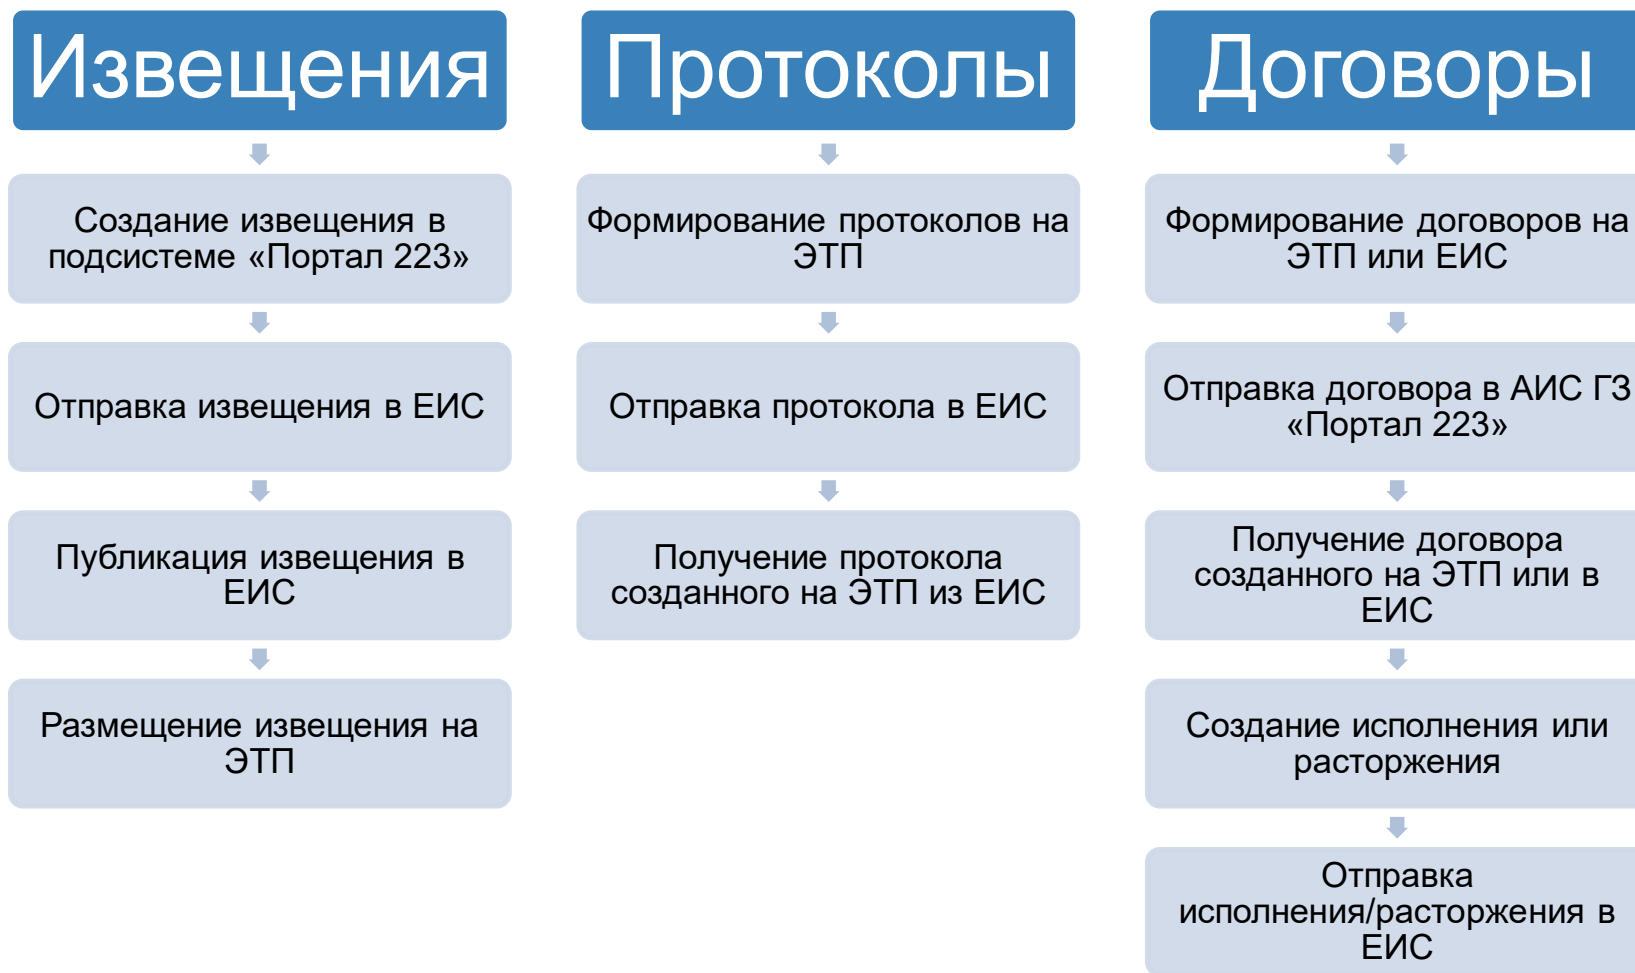 Извещения
Создание извещения в
подсистеме «Портал 223»
Отправка извещения в ЕИС
Публикация извещения в
ЕИС
Размещение извещения на
ЭТП
Протоколы
Формирование протоколов на
ЭТП
Отправка протокола в ЕИС
Получение протокола
созданного на ЭТП из ЕИС
Договоры
Формирование договоров на
ЭТП или ЕИС
Отправка договора в АИС ГЗ
«Портал 223»
Получение договора
созданного на ЭТП или в
ЕИС
Создание исполнения или
расторжения
Отправка
исполнения/расторжения в
ЕИС